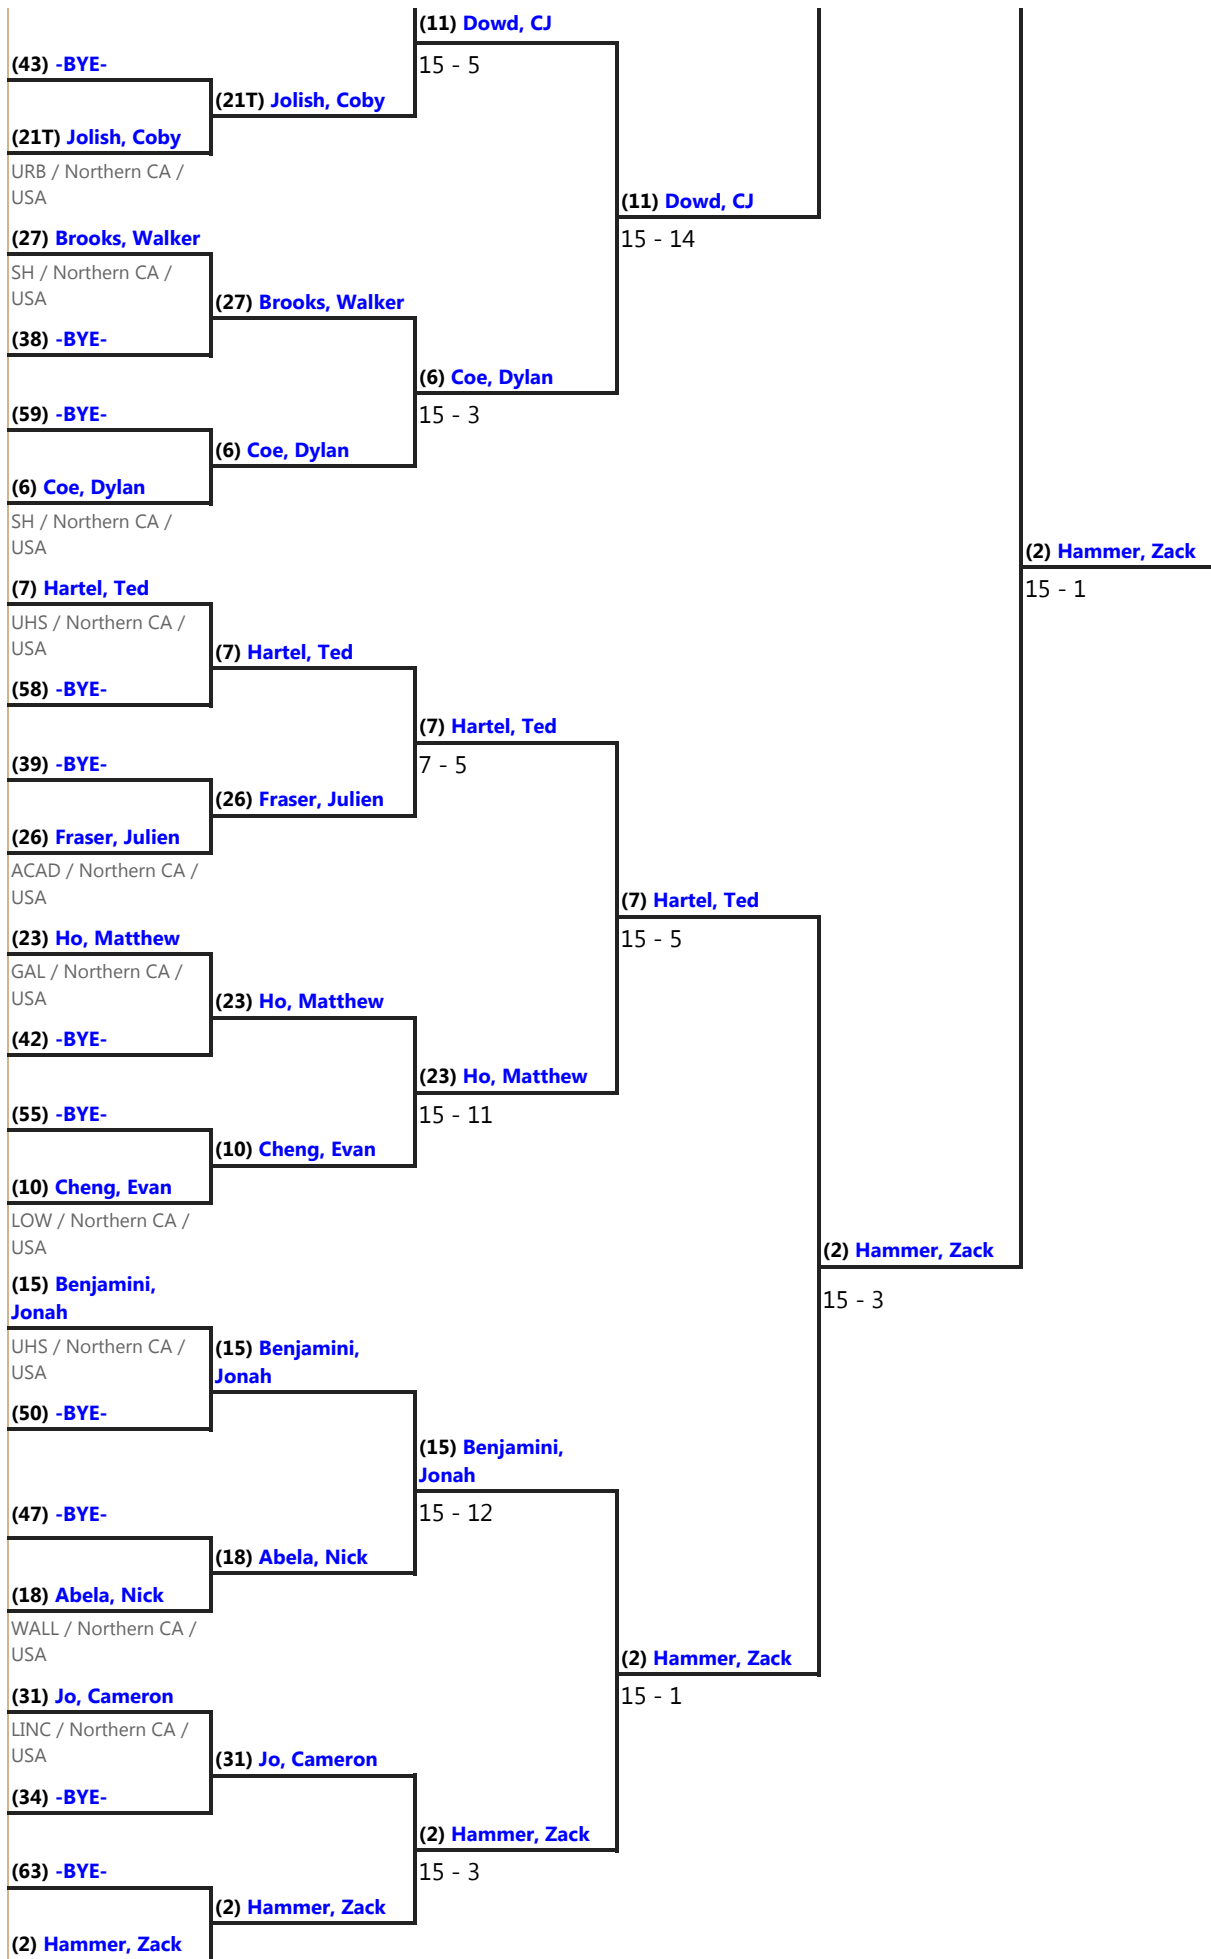 (11) Dowd, CJ
(43) -BYE-
15 - 5
(21T) Jolish, Coby
(21T) Jolish, Coby
URB / Northern CA /
USA
(11) Dowd, CJ
(27) Brooks, Walker
15 - 14
SH / Northern CA /
USA
(27) Brooks, Walker
(38) -BYE-
(6) Coe, Dylan
(59) -BYE-
15 - 3
(6) Coe, Dylan
(6) Coe, Dylan
SH / Northern CA /
USA
(2) Hammer, Zack
(7) Hartel, Ted
15 - 1
UHS / Northern CA /
USA
(7) Hartel, Ted
(58) -BYE-
(7) Hartel, Ted
(39) -BYE-
7 - 5
(26) Fraser, Julien
(26) Fraser, Julien
ACAD / Northern CA /
USA
(7) Hartel, Ted
(23) Ho, Matthew
15 - 5
GAL / Northern CA /
USA
(23) Ho, Matthew
(42) -BYE-
(23) Ho, Matthew
(55) -BYE-
15 - 11
(10) Cheng, Evan
(10) Cheng, Evan
LOW / Northern CA /
USA
(2) Hammer, Zack
(15) Benjamini,
Jonah
15 - 3
UHS / Northern CA /
USA
(15) Benjamini,
Jonah
(50) -BYE-
(15) Benjamini,
Jonah
(47) -BYE-
15 - 12
(18) Abela, Nick
(18) Abela, Nick
WALL / Northern CA /
USA
(2) Hammer, Zack
(31) Jo, Cameron
15 - 1
LINC / Northern CA /
USA
(31) Jo, Cameron
(34) -BYE-
(2) Hammer, Zack
(63) -BYE-
15 - 3
(2) Hammer, Zack
(2) Hammer, Zack